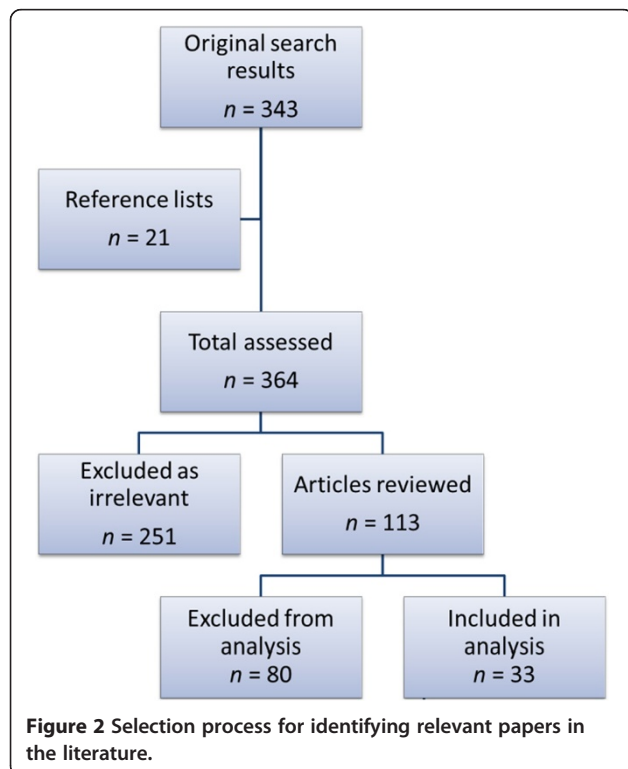 Original search
results
n = 343
Reference lists
n = 21
Total assessed
n = 364
Excluded as
irrelevant
n = 251
Articles reviewed
n = 113
Excluded from
analysis
n = 80
Included in
analysis
n = 33
Figure 2 Selection process for identifying relevant papers in
the literature.